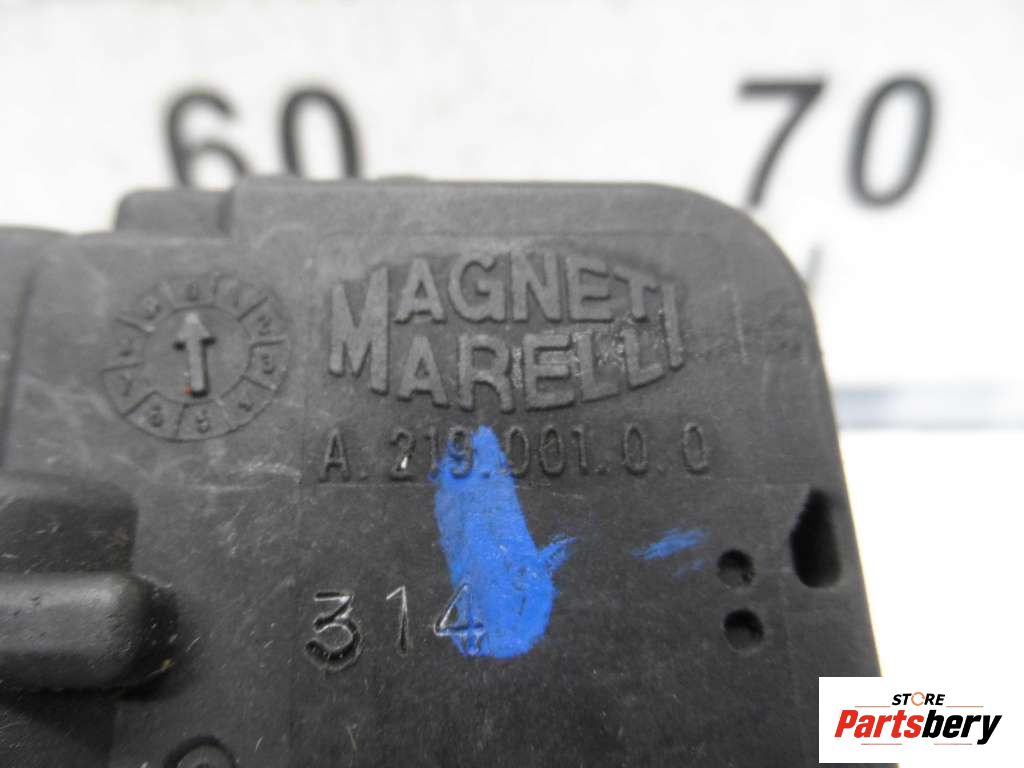 60 70
MAGNETI
MARELLI
A.219.001.0.0
314
STORE
Partsbery